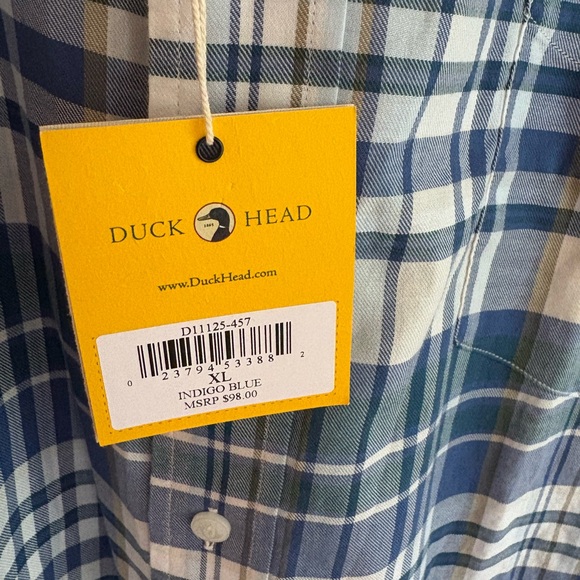 DUCK HEAD
www.DuckHead.com
D11125-457
0 23794 53388 2
XL
INDIGO BLUE
MSRP $98.00